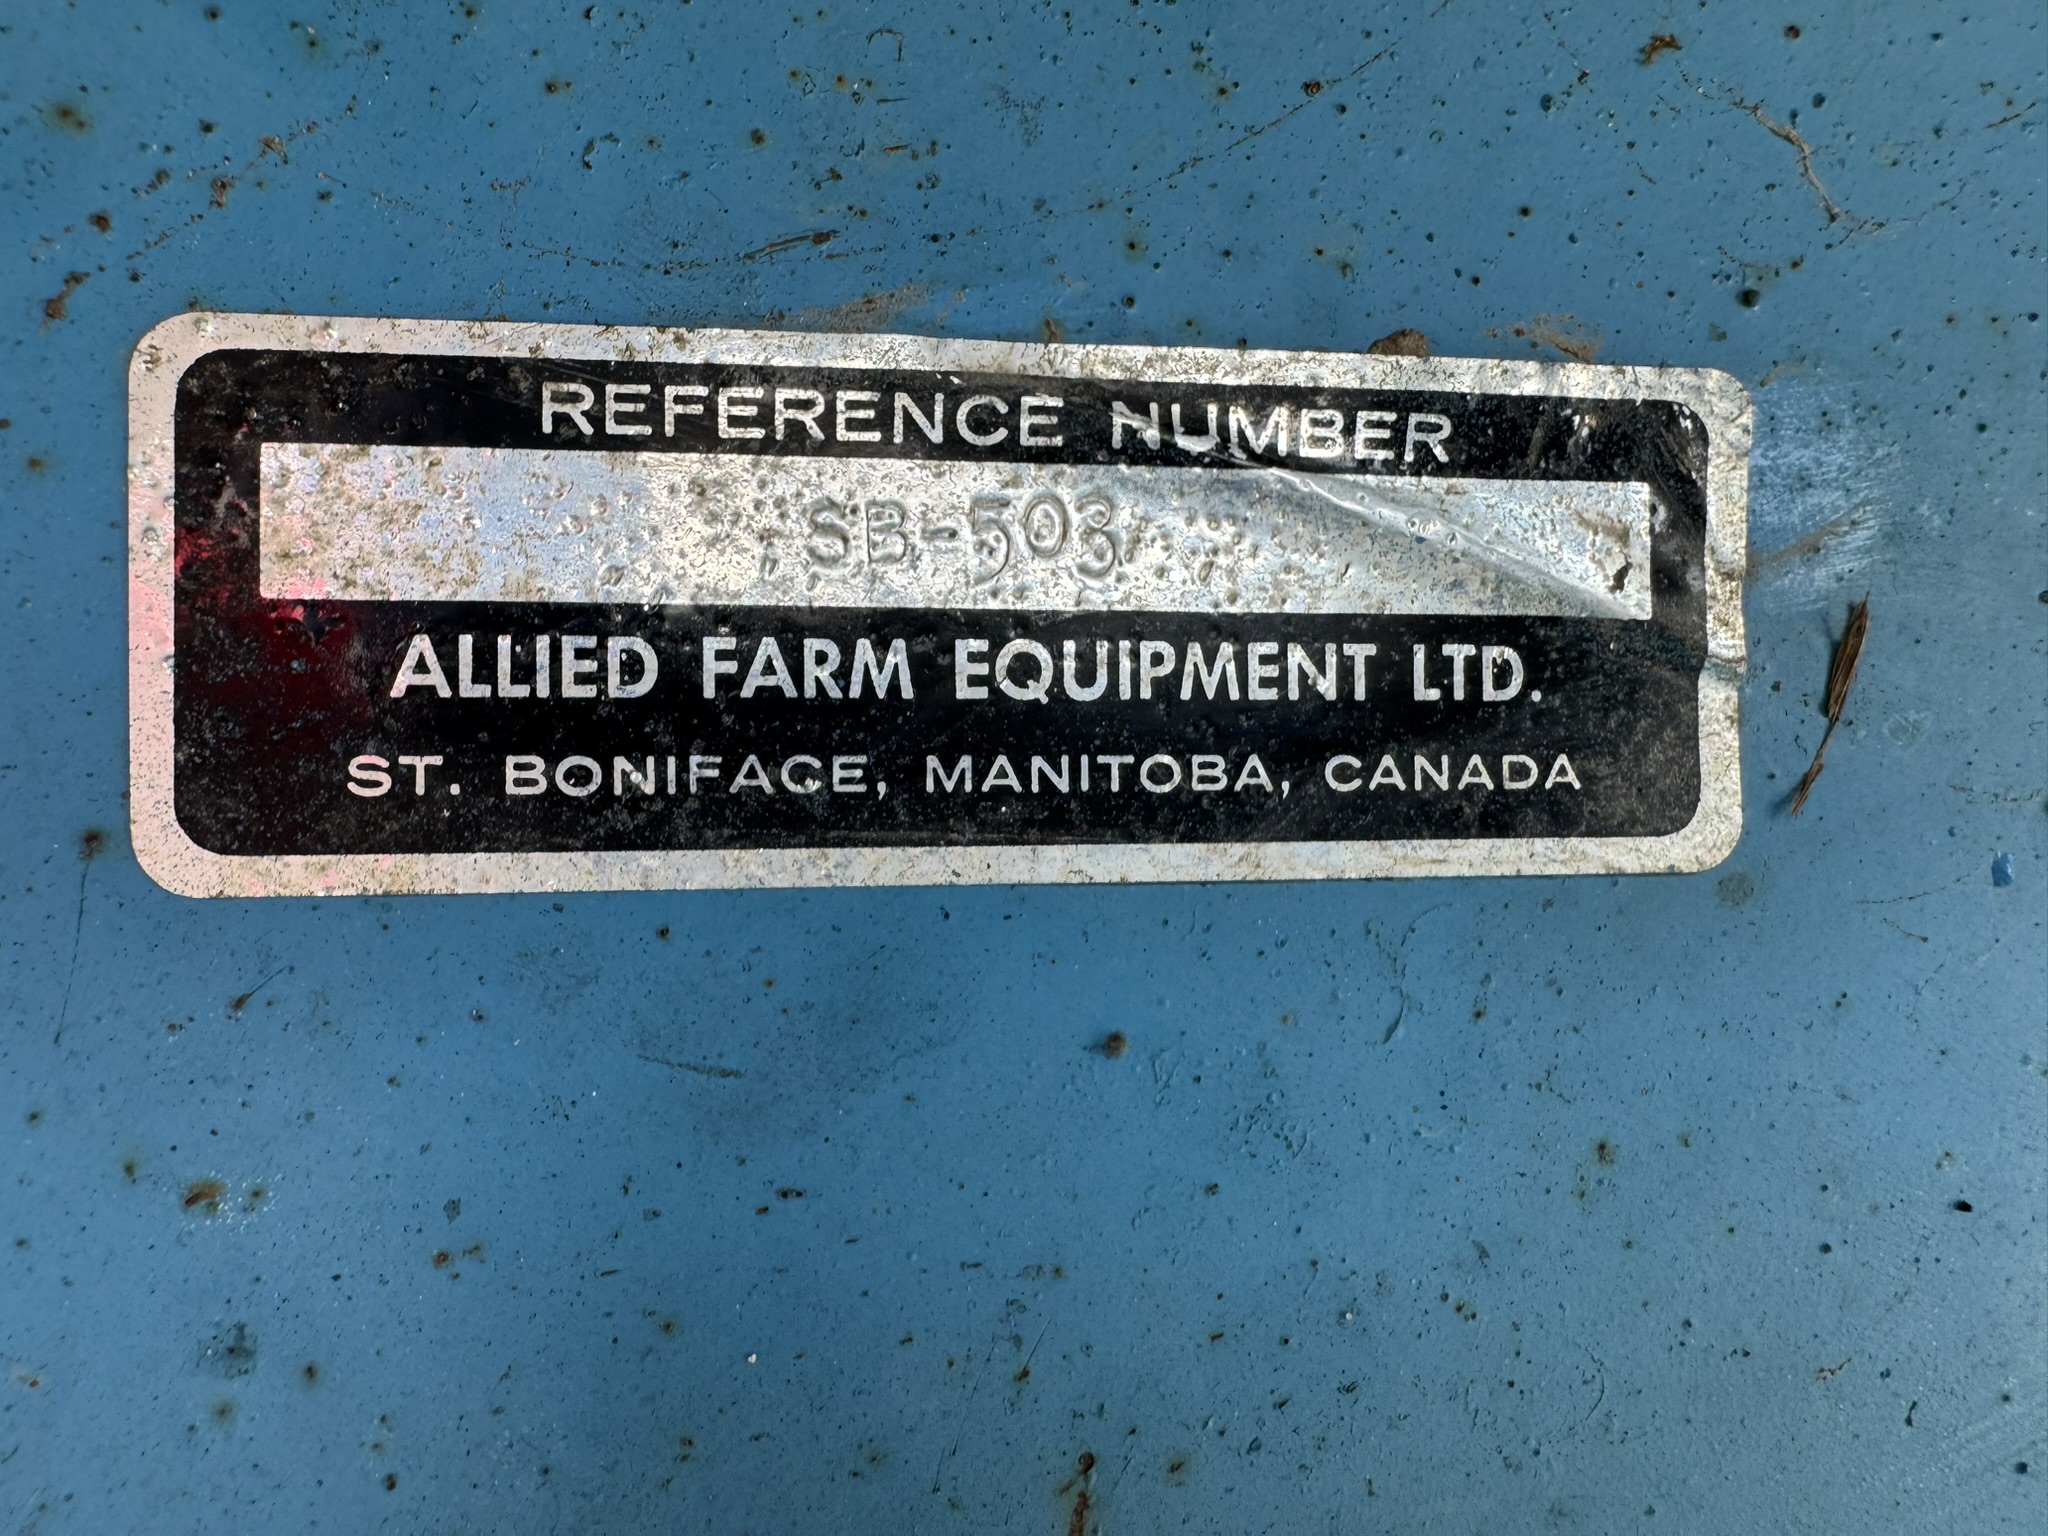 REFERENCE NUMBER
SB-503
ALLIED FARM EQUIPMENT LTD.
ST. BONIFACE, MANITOBA, CANADA